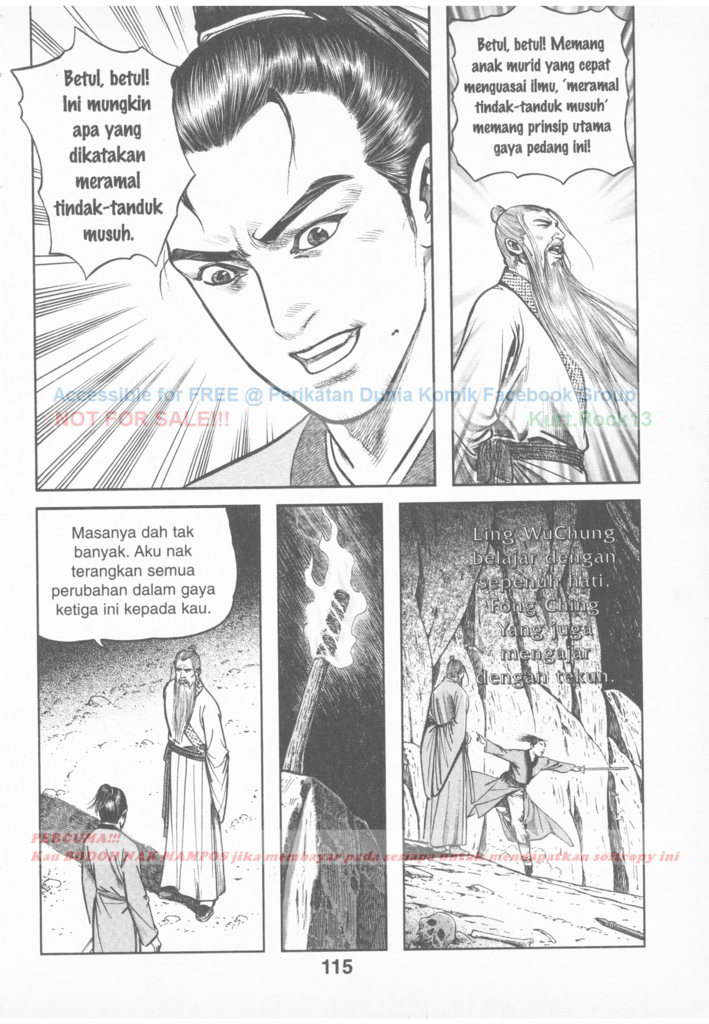 Betul, betul!
Ini mungkin
apa yang
dikatakan
meramal
tindak-tanduk
musuh.
Betul, betul! Memang
anak murid yang cepat
menguasai ilmu, 'meramal
tindak-tanduk musuh'
memang prinsip utama
gaya pedang ini!
Accessible for FREE @ Perikatan Dunia Komik Facebook Group
NOT FOR SALE!!!
Kutt.Rock13
Masanya dah tak
banyak. Aku nak
terangkan semua
perubahan dalam gaya
ketiga ini kepada kau.
Ling WuChung
belajar dengan
sepenuh hati.
Fong Ching
Yang juga
mengajar
dengan tekun.
PERCUMA!!!
Kau BODOH NAK MAMPOS jika membayar pada sesiapa untuk mendapatkan softcopy ini
115